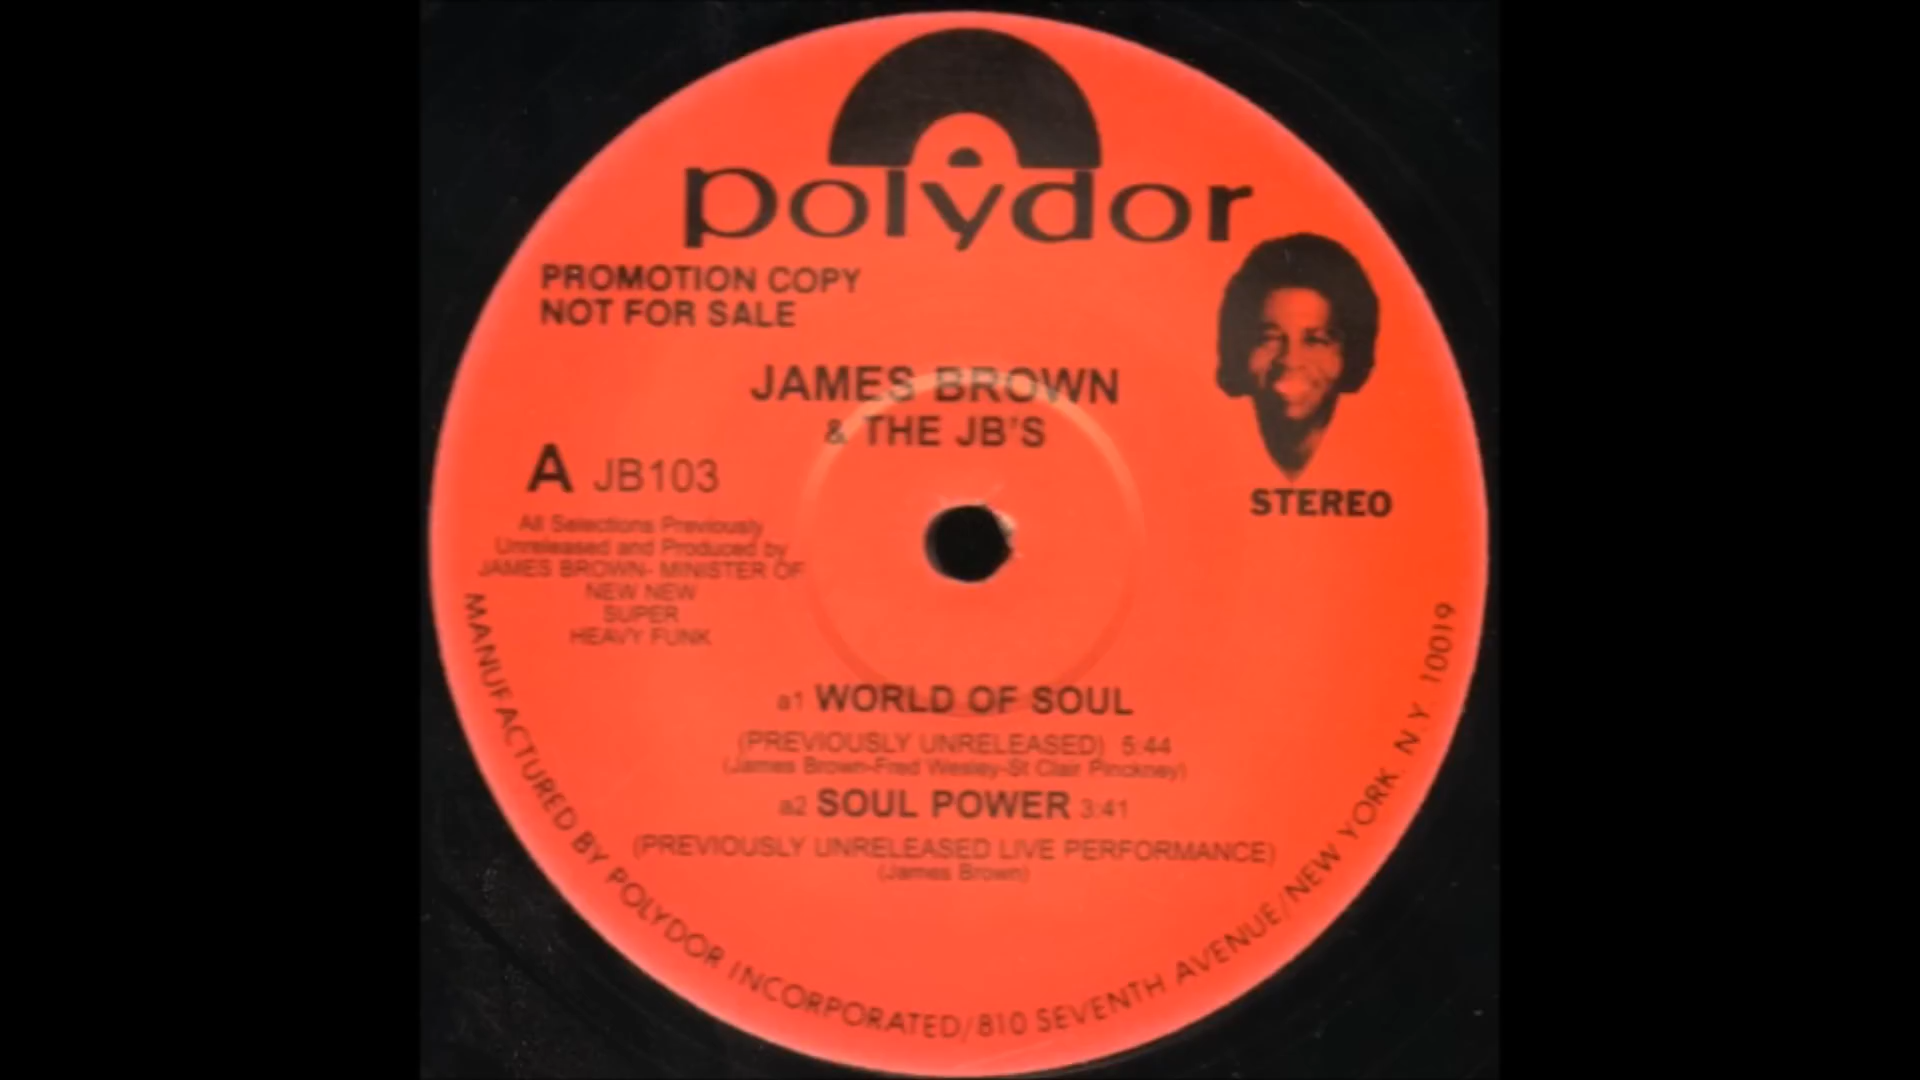 polydor
PROMOTION COPY
NOT FOR SALE
JAMES BROWN
& THE JB'S
A JB103
STEREO
All Selections Previously
Unreleased and Produced by
JAMES BROWN- MINISTER OF
NEW NEW
SUPER
HEAVY FUNK
a1 WORLD OF SOUL
(PREVIOUSLY UNRELEASED) 5:44
(James Brown-Fred Wesley-St Clair Pinckney)
a2 SOUL POWER 3:41
(PREVIOUSLY UNRELEASED LIVE PERFORMANCE)
(James Brown)
MANUFACTURED BY POLYDOR INCORPORATED/810 SEVENTH AVENUE/NEW YORK. N.Y. 10019